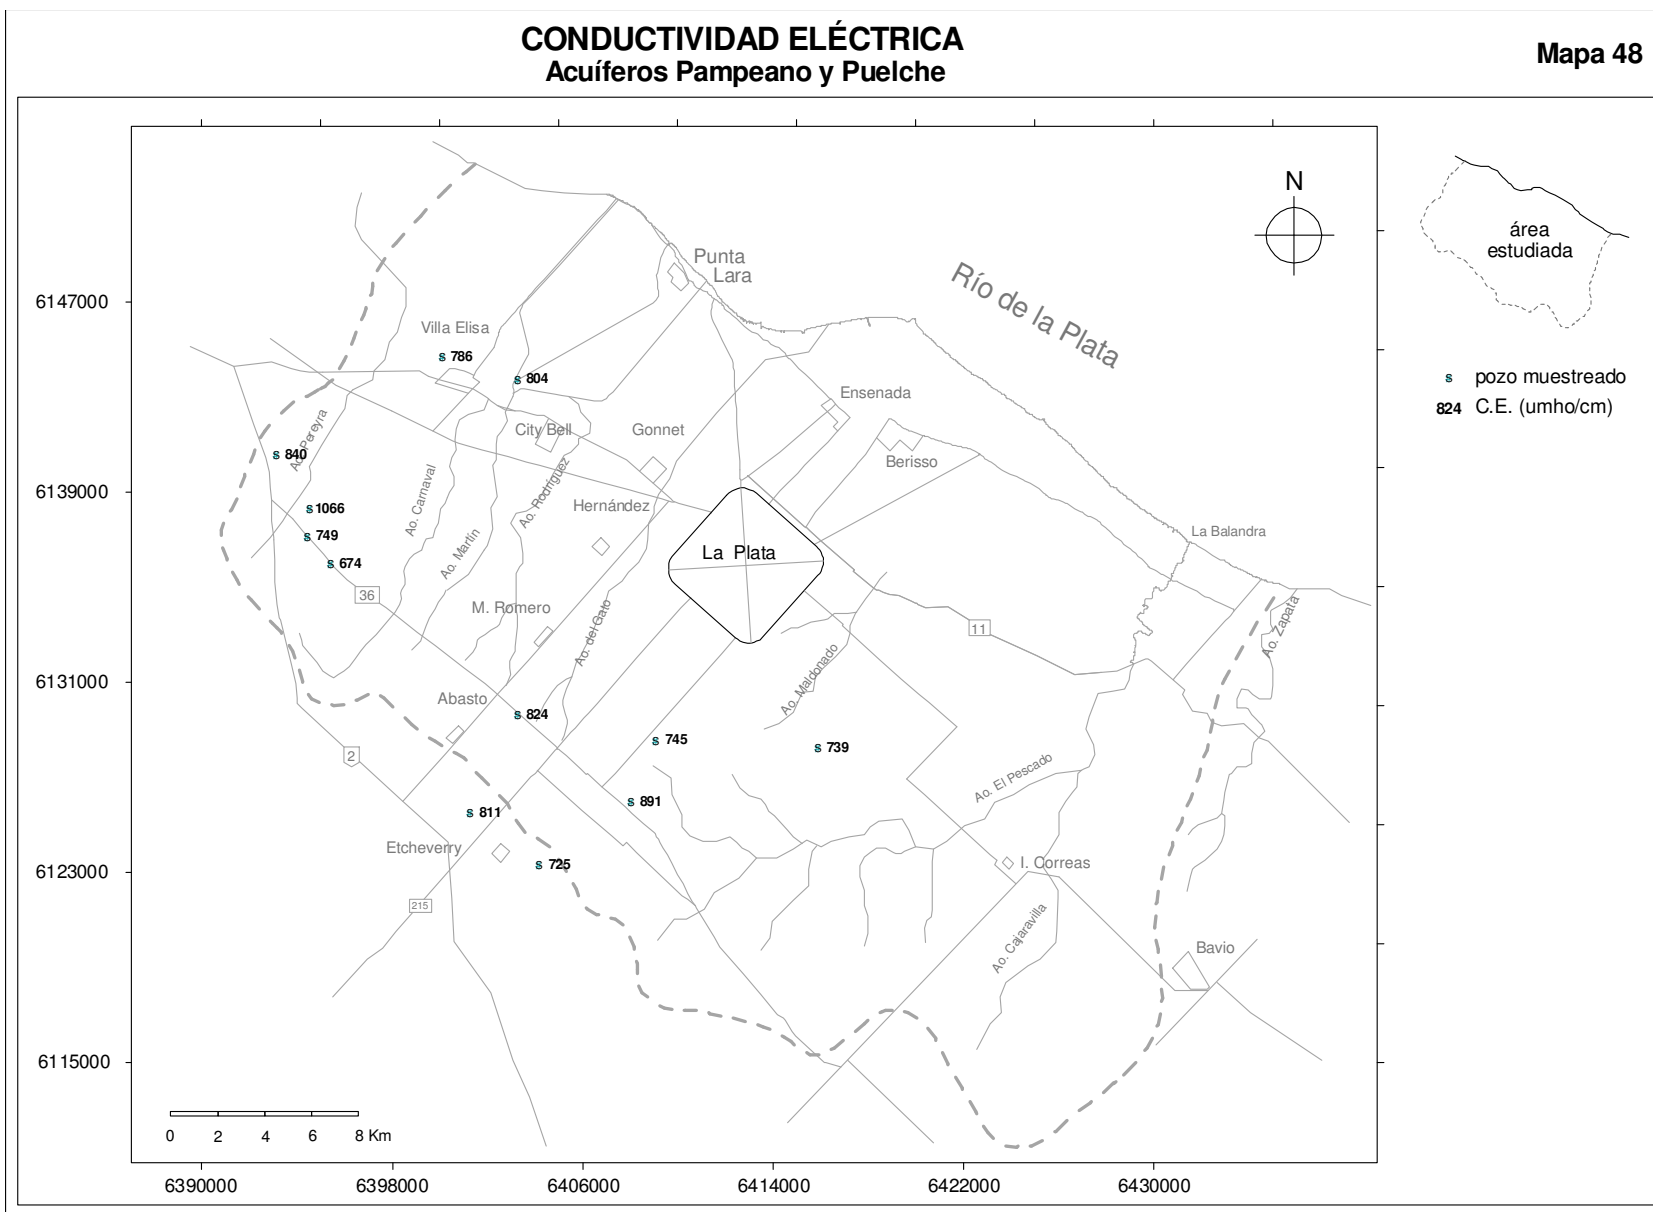 CONDUCTIVIDAD ELÉCTRICA
Acuíferos Pampeano y Puelche
Mapa 48
N
Punta
Lara
Río de la Plata
área
estudiada
6147000
Villa Elisa
s 786
s 804
s pozo muestreado
824 C.E. (umho/cm)
Ensenada
City Bell
Gonnet
Ao. Pereyra
s 840
Berisso
6139000
Ao. Carnaval
Ao. Rodríguez
Hernández
s 1066
s 749
Ao. Martín
La Balandra
La Plata
s 674
36
M. Romero
Ao. del Gato
11
Ao. Zapata
6131000
Ao. Maldonado
Abasto
s 824
s 745
s 739
2
Ao. El Pescado
s 891
s 811
Etcheverry
s 725
I. Correas
6123000
215
Ao. Cajaravilla
Bavio
6115000
0 2 4 6 8 Km
6390000 6398000 6406000 6414000 6422000 6430000